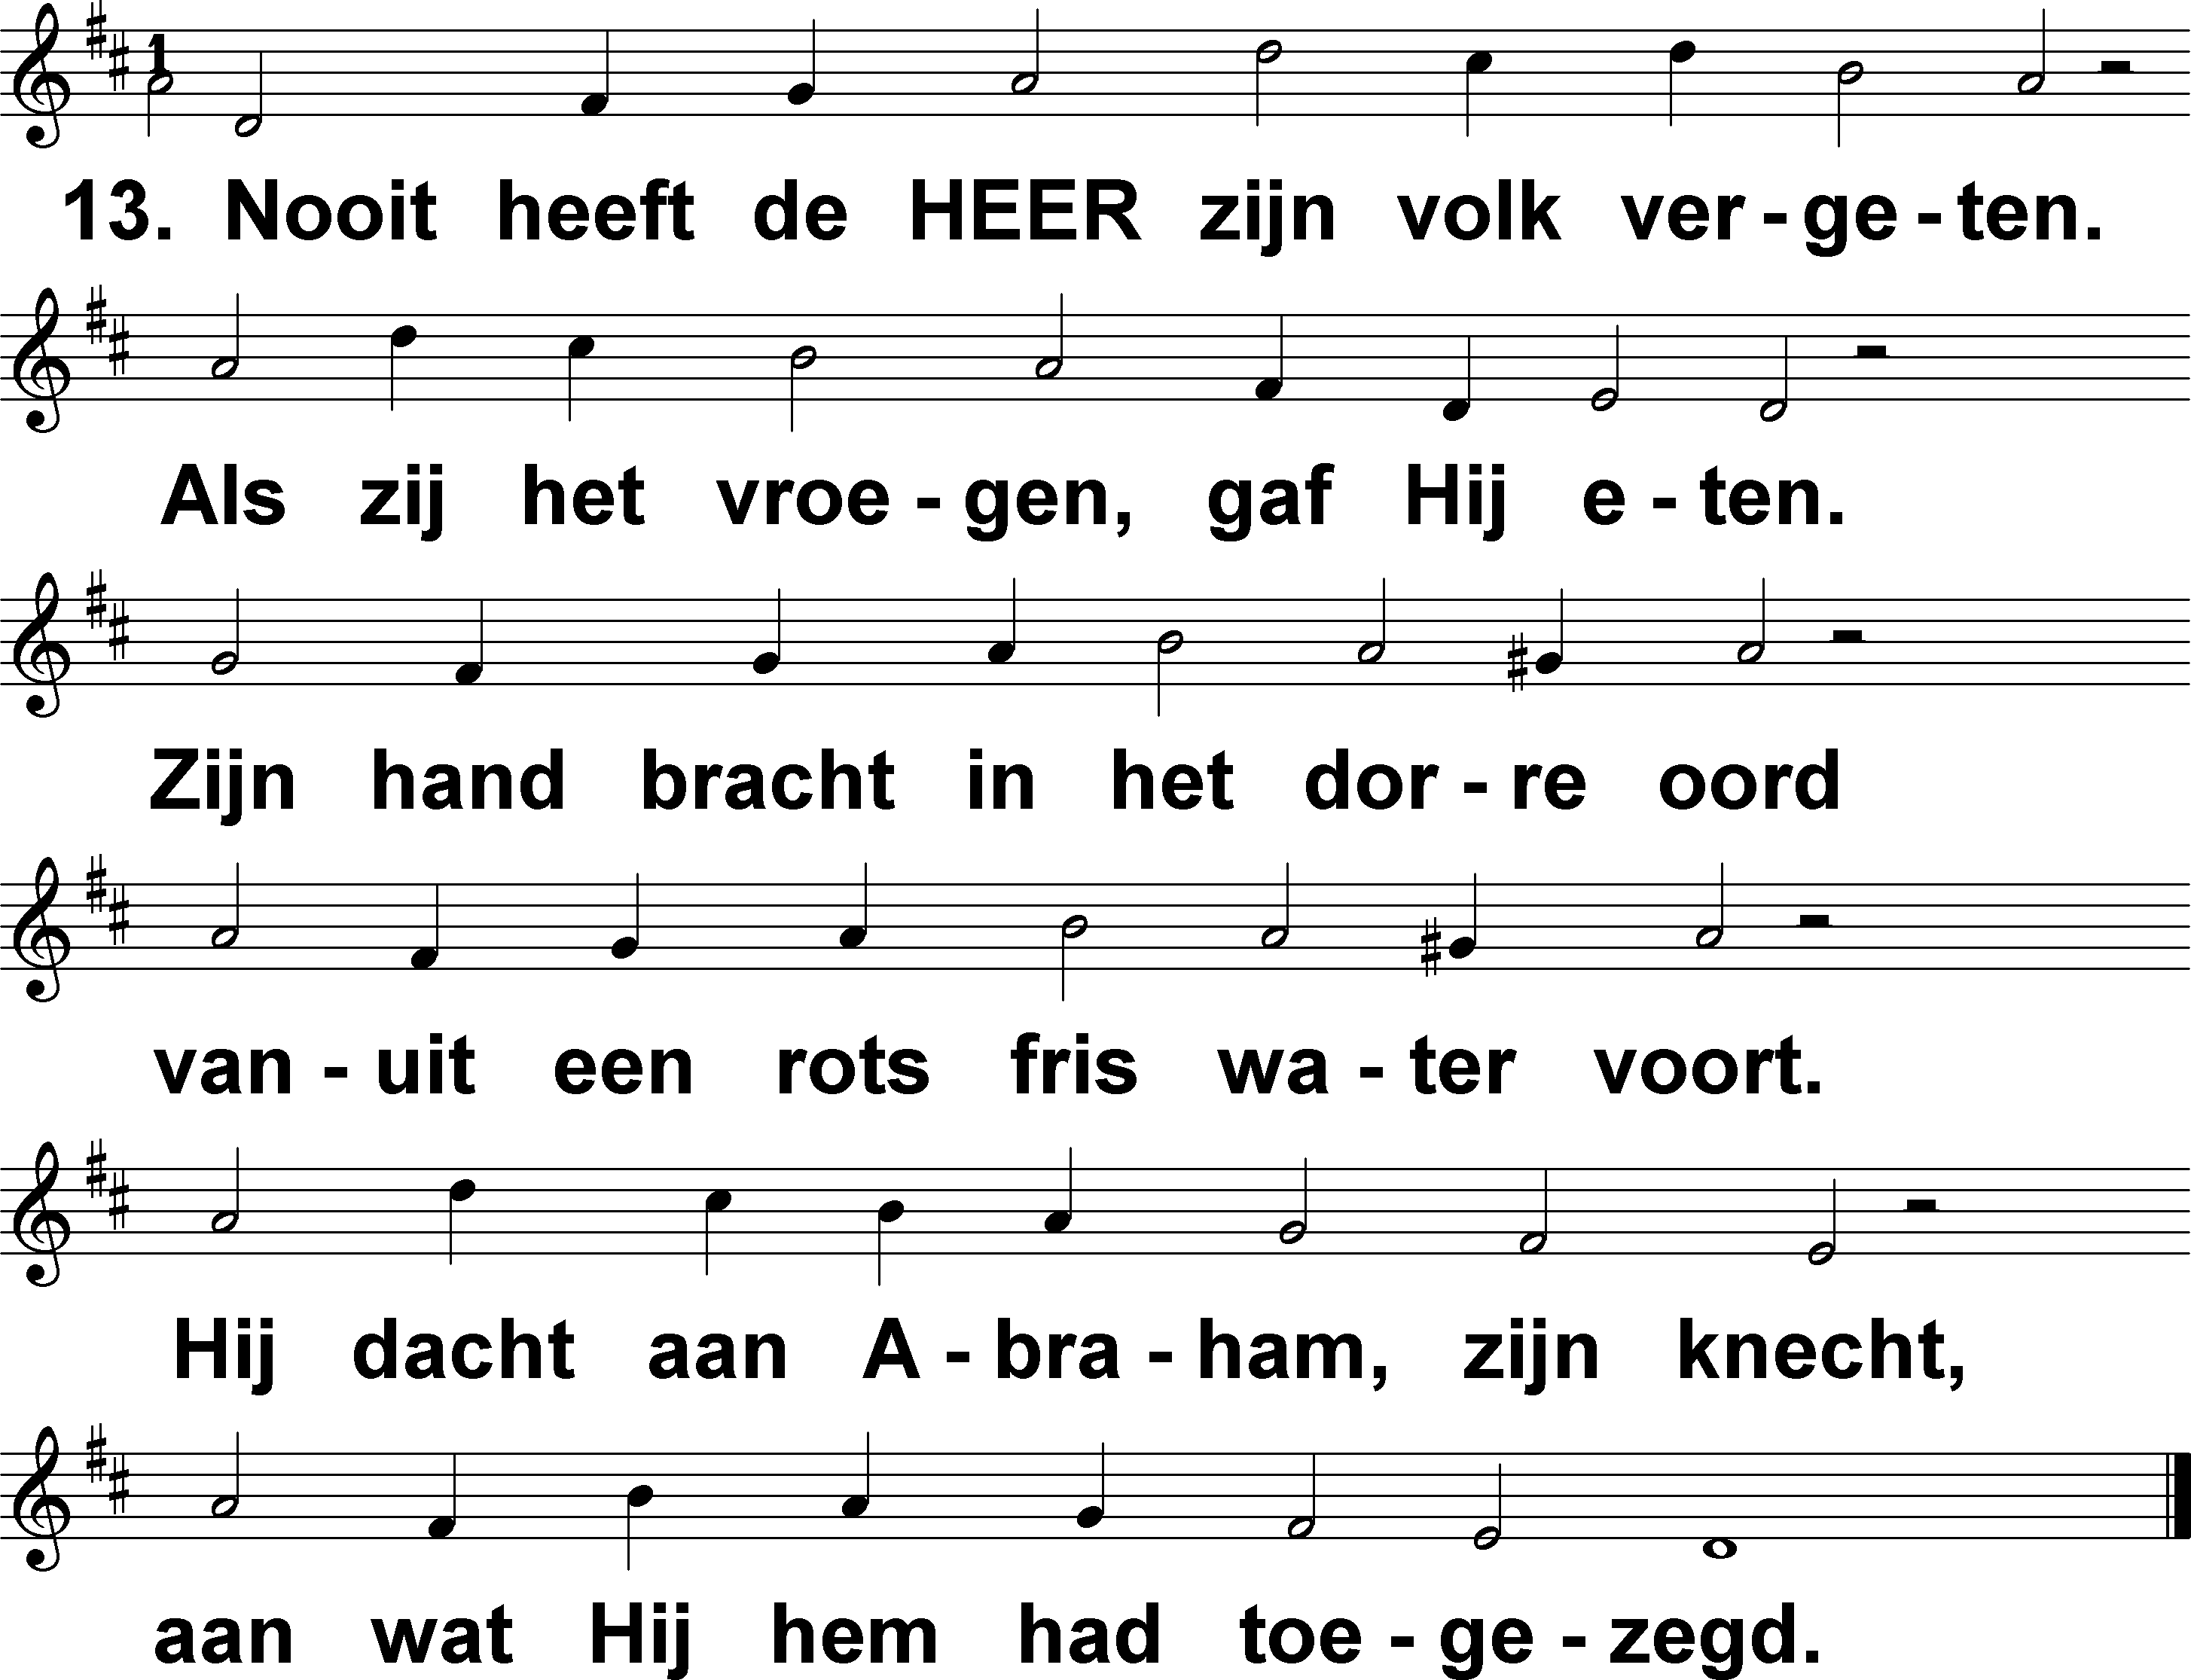 1
13. Nooit heeft de HEER zijn volk ver - ge - ten.
Als zij het vroe - gen, gaf Hij e - ten.
Zijn hand bracht in het dor - re oord
van - uit een rots fris wa - ter voort.
Hij dacht aan A - bra - ham, zijn knecht,
aan wat Hij hem had toe - ge - zegd.